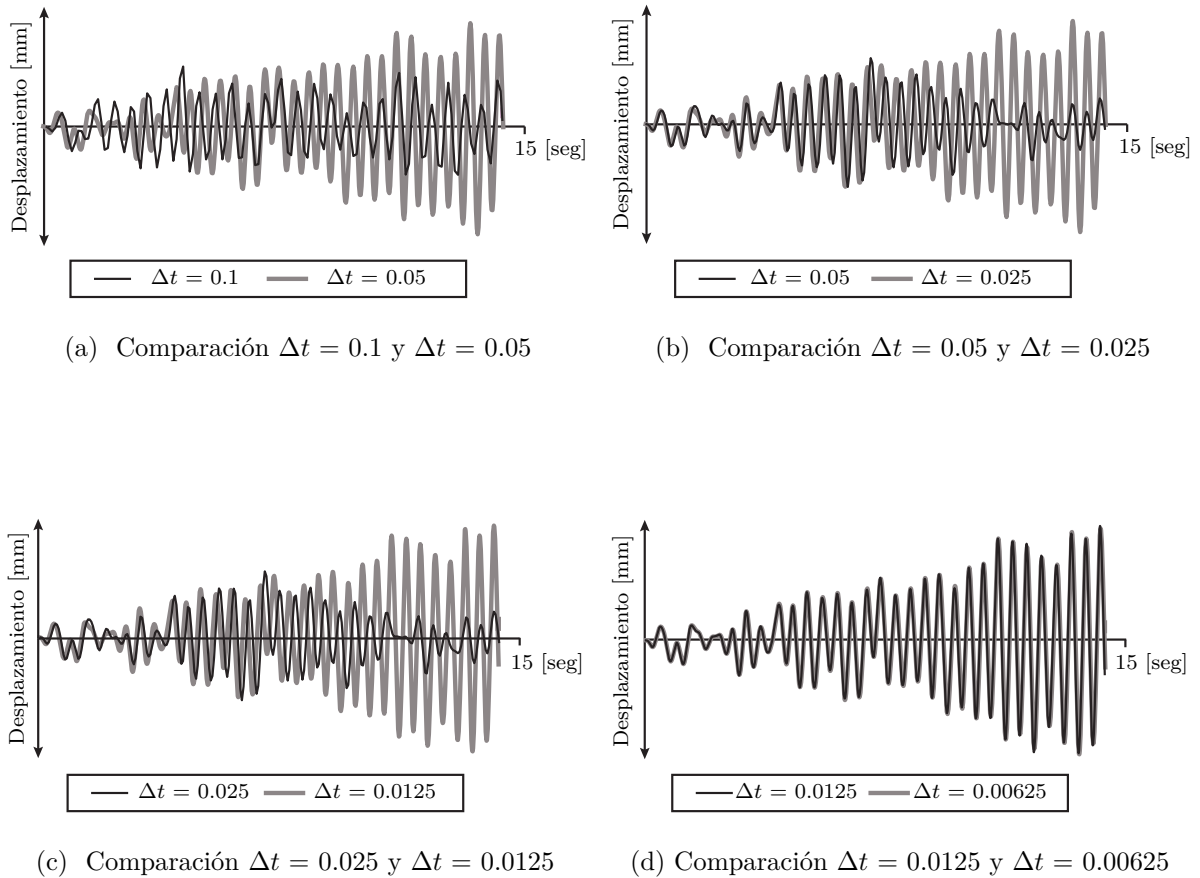 Desplazamiento [mm]
15 [seg]
Δt = 0.1 Δt = 0.05
(a) Comparación Δt = 0.1 y Δt = 0.05
Desplazamiento [mm]
15 [seg]
Δt = 0.05 Δt = 0.025
(b) Comparación Δt = 0.05 y Δt = 0.025
Desplazamiento [mm]
15 [seg]
Δt = 0.025 Δt = 0.0125
(c) Comparación Δt = 0.025 y Δt = 0.0125
Desplazamiento [mm]
15 [seg]
Δt = 0.0125 Δt = 0.00625
(d) Comparación Δt = 0.0125 y Δt = 0.00625